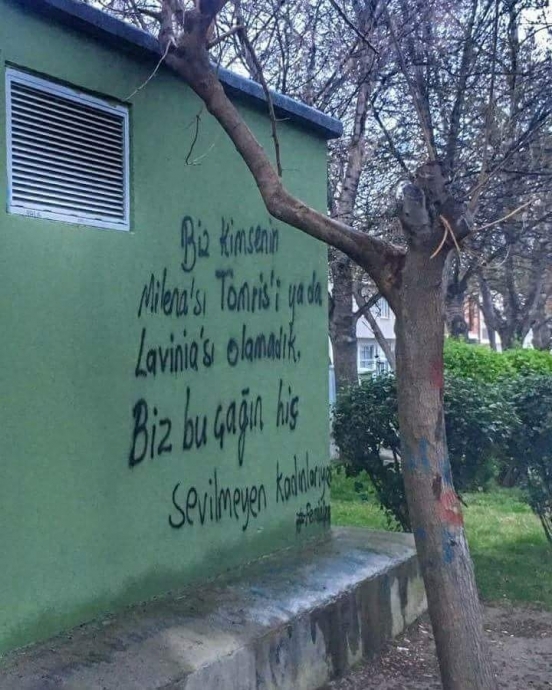 Biz kimsenin
Milena'sı Tomris'i ya da
Lavinia'sı olamadık.
Biz bu çağın hiç
sevilmeyen kadınlarıyız